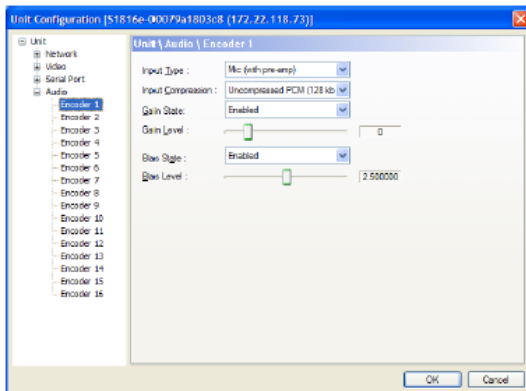 Unit Configuration [S1816e-00079a1803c8 (172.22.118.73)]
Unit
Network
Video
Serial Port
Audio
Encoder 1
Encoder 2
Encoder 3
Encoder 4
Encoder 5
Encoder 6
Encoder 7
Encoder 8
Encoder 9
Encoder 10
Encoder 11
Encoder 12
Encoder 13
Encoder 14
Encoder 15
Encoder 16
Unit \ Audio \ Encoder 1
Input Type : Mic (with pre-amp)
Input Compression : Uncompressed PCM (128 kb
Gain State: Enabled
Gain Level : 0
Bias State : Enabled
Bias Level : 2.500000
OK Cancel